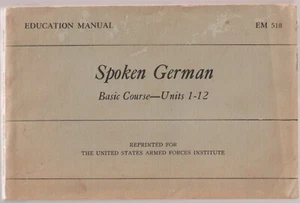 EDUCATION MANUAL EM 518
Spoken German
Basic Course—Units 1-12
REPRINTED FOR
THE UNITED STATES ARMED FORCES INSTITUTE